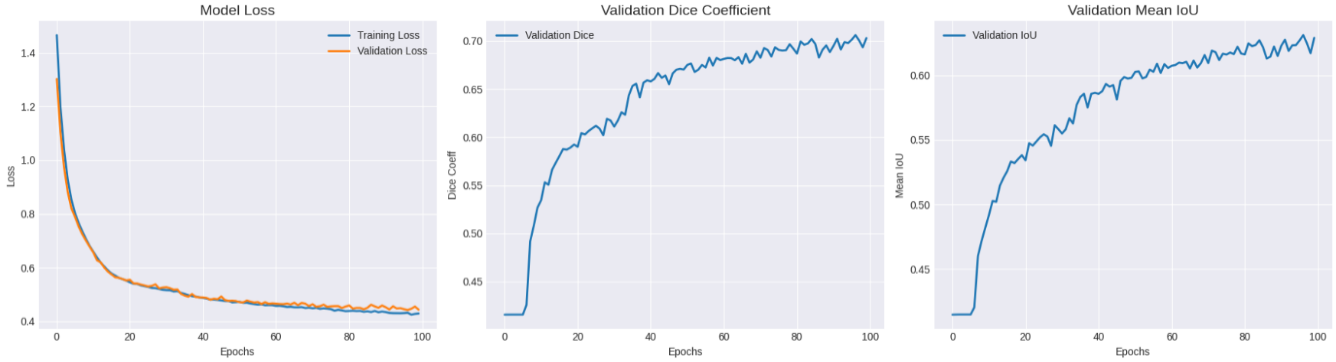 Model Loss
Training Loss
Validation Loss
1.4
1.2
1.0
0.8
0.6
0.4
Loss
0 20 40 60 80 100
Epochs
Validation Dice Coefficient
Validation Dice
0.70
0.65
0.60
0.55
0.50
0.45
Dice Coeff
0 20 40 60 80 100
Epochs
Validation Mean IoU
Validation IoU
0.60
0.55
0.50
0.45
Mean IoU
0 20 40 60 80 100
Epochs